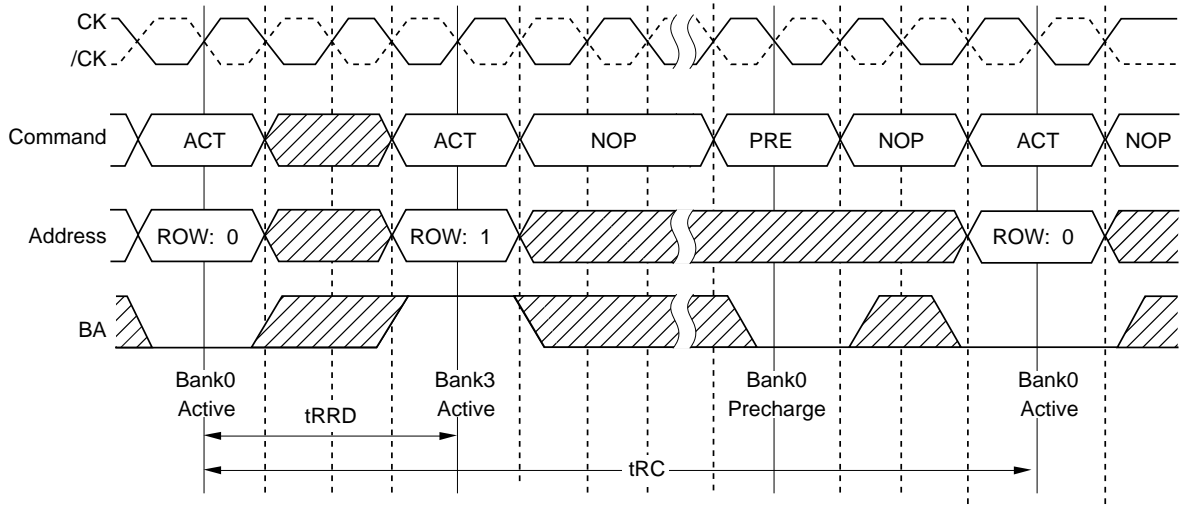 CK
/CK
Command ACT ACT NOP PRE NOP ACT NOP
Address ROW: 0 ROW: 1 ROW: 0
BA
Bank0 Bank3 Bank0 Bank0
Active Active Precharge Active
tRRD
tRC